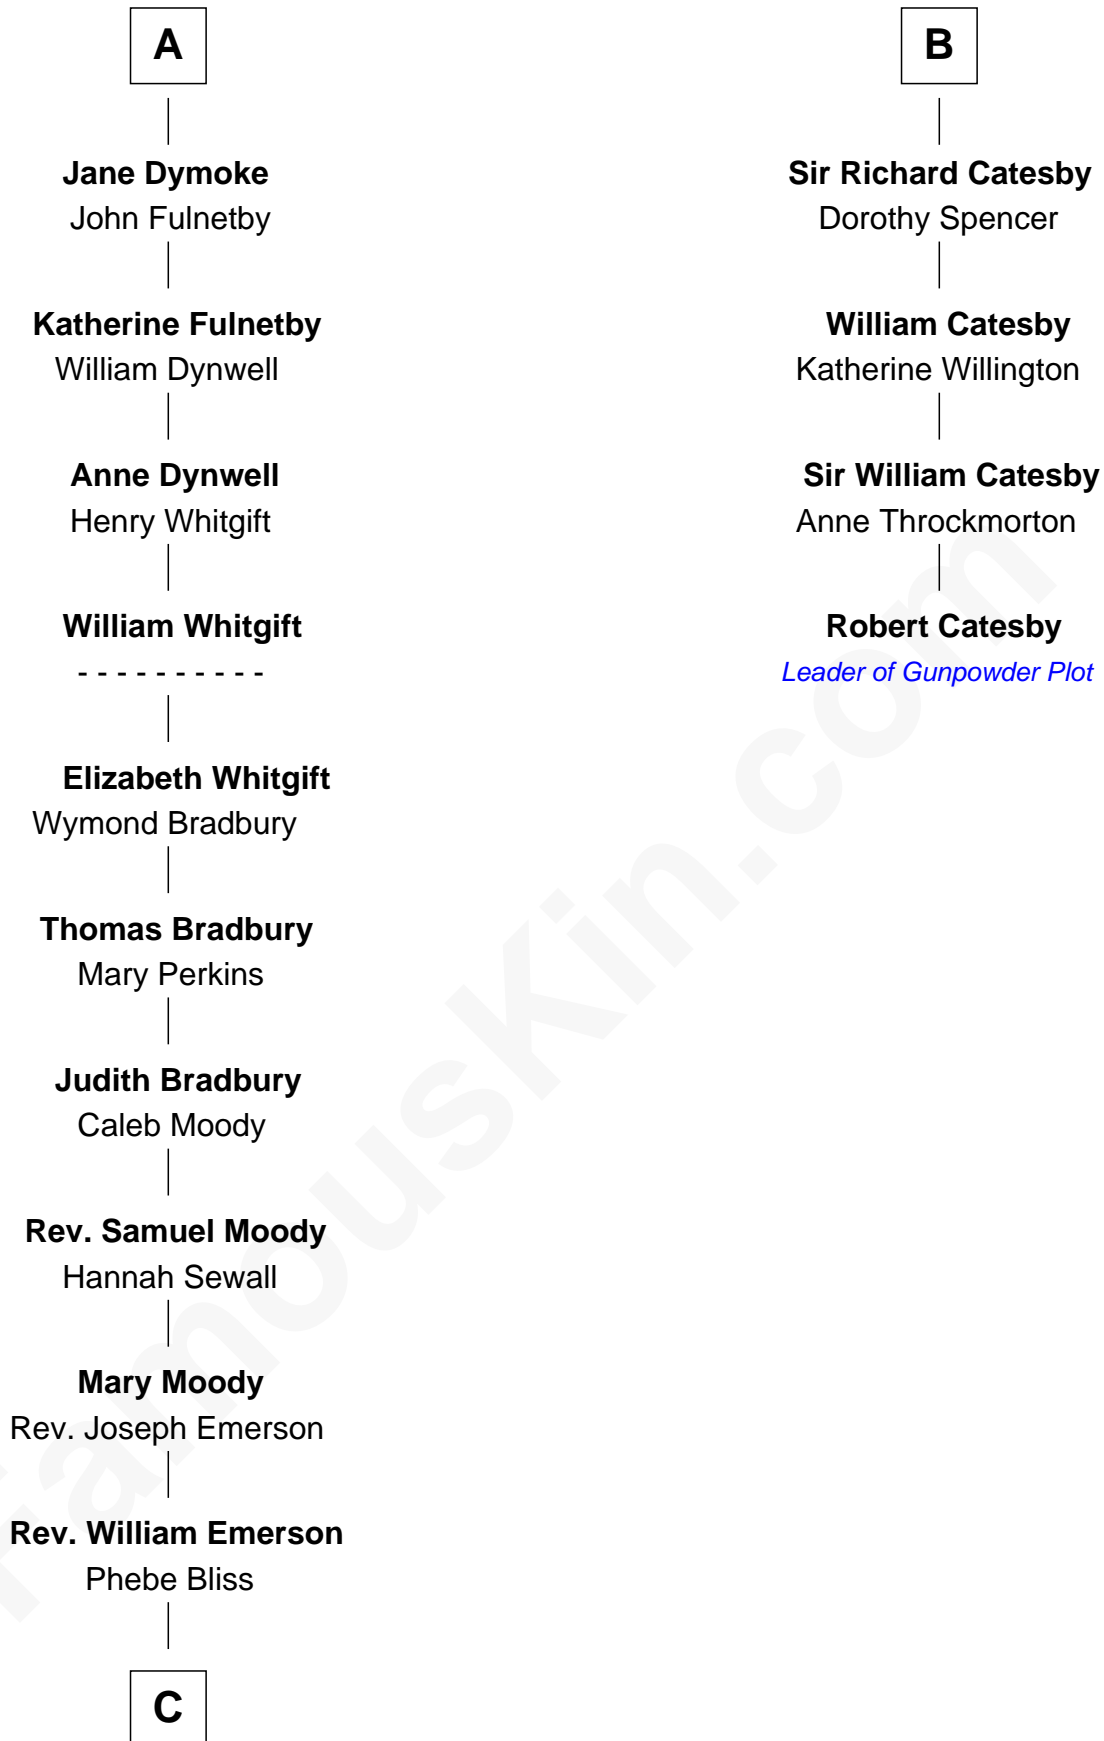 A
Jane Dymoke
John Fulnetby
Katherine Fulnetby
William Dynwell
Anne Dynwell
Henry Whitgift
William Whitgift
- - - - - - - - - -
Elizabeth Whitgift
Wymond Bradbury
Thomas Bradbury
Mary Perkins
Judith Bradbury
Caleb Moody
Rev. Samuel Moody
Hannah Sewall
Mary Moody
Rev. Joseph Emerson
Rev. William Emerson
Phebe Bliss
C
B
Sir Richard Catesby
Dorothy Spencer
William Catesby
Katherine Willington
Sir William Catesby
Anne Throckmorton
Robert Catesby
Leader of Gunpowder Plot
FamousKin.com